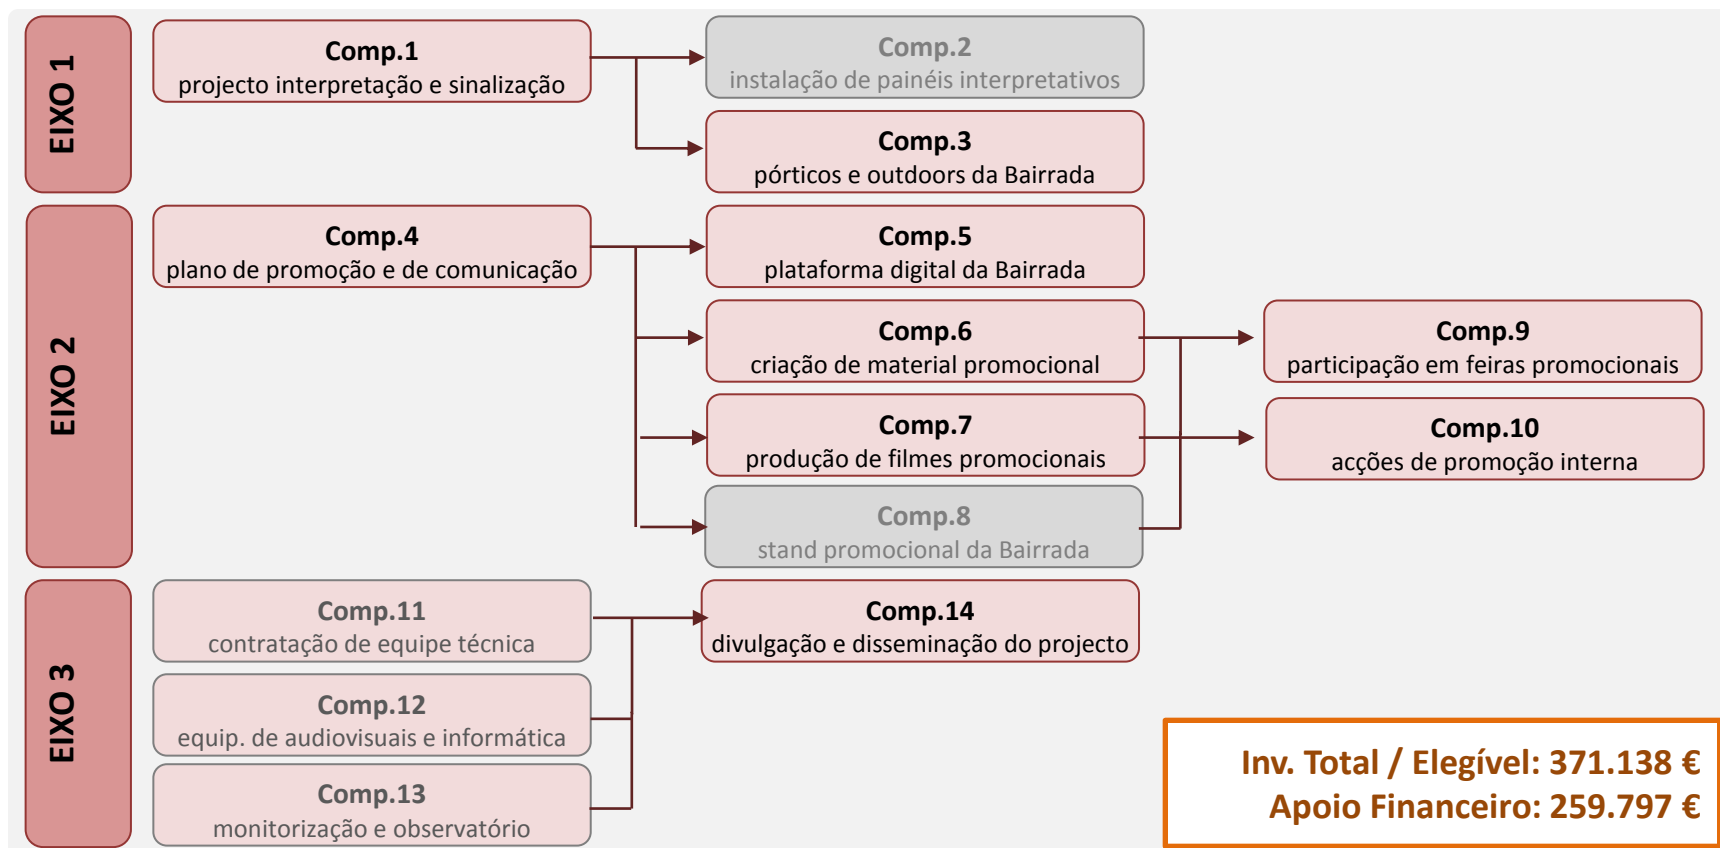 EIXO 1
Comp.1
projecto interpretação e sinalização
Comp.2
instalação de painéis interpretativos
Comp.3
pórticos e outdoors da Bairrada
EIXO 2
Comp.4
plano de promoção e de comunicação
Comp.5
plataforma digital da Bairrada
Comp.6
criação de material promocional
Comp.7
produção de filmes promocionais
Comp.8
stand promocional da Bairrada
Comp.9
participação em feiras promocionais
Comp.10
acções de promoção interna
EIXO 3
Comp.11
contratação de equipe técnica
Comp.12
equip. de audiovisuais e informática
Comp.13
monitorização e observatório
Comp.14
divulgação e disseminação do projecto
Inv. Total / Elegível: 371.138 €
Apoio Financeiro: 259.797 €